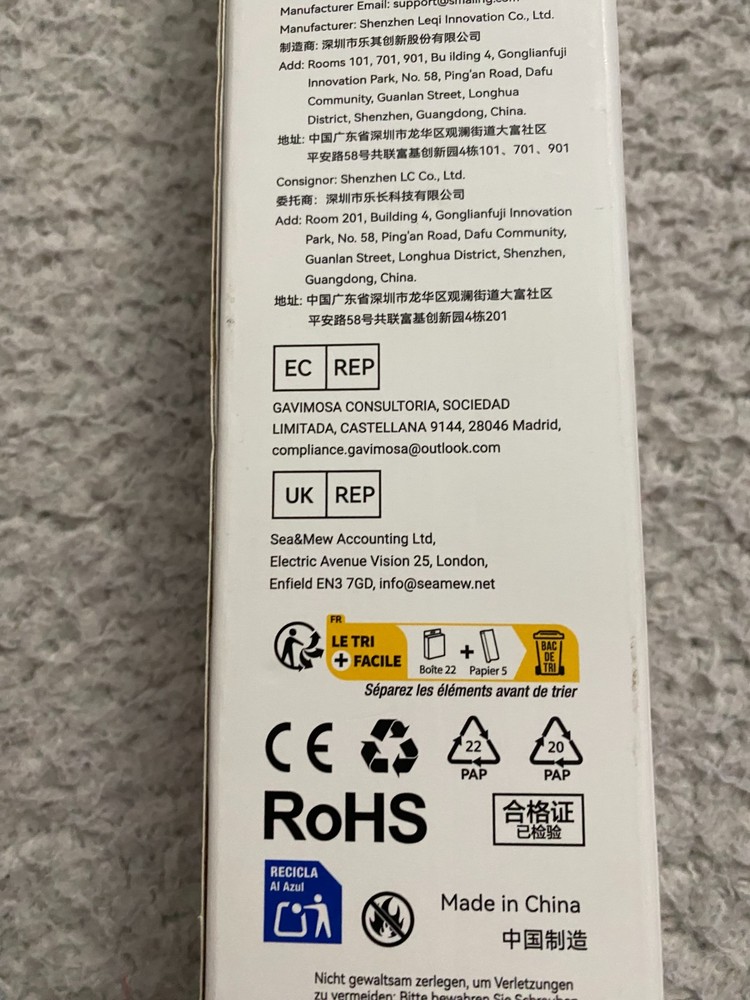 Manufacturer Email: support@smallrig.com
Manufacturer: Shenzhen Leqi Innovation Co., Ltd.
制造商: 深圳市乐其创新股份有限公司
Add: Rooms 101, 701, 901, Bu ilding 4, Gonglianfuji
Innovation Park, No. 58, Ping'an Road, Dafu
Community, Guanlan Street, Longhua
District, Shenzhen, Guangdong, China.
地址: 中国广东省深圳市龙华区观澜街道大富社区
平安路58号共联富基创新园4栋101、701、901
Consignor: Shenzhen LC Co., Ltd.
委托商: 深圳市乐长科技有限公司
Add: Room 201, Building 4, Gonglianfuji Innovation
Park, No. 58, Ping'an Road, Dafu Community,
Guanlan Street, Longhua District, Shenzhen,
Guangdong, China.
地址: 中国广东省深圳市龙华区观澜街道大富社区
平安路58号共联富基创新园4栋201
EC REP
GAVIMOSA CONSULTORIA, SOCIEDAD
LIMITADA, CASTELLANA 9144, 28046 Madrid,
compliance.gavimosa@outlook.com
UK REP
Sea&Mew Accounting Ltd,
Electric Avenue Vision 25, London,
Enfield EN3 7GD, info@seamew.net
FR
LE TRI
+ FACILE
Boîte 22 + Papier 5
BAC
DE
TRI
Séparez les éléments avant de trier
CE
22
PAP
20
PAP
RoHS
合格证
已检验
RECICLA
Al Azul
Made in China
中国制造
Nicht gewaltsam zerlegen, um Verletzungen
zu vermeiden; Bitte bewahren Sie Schrauben